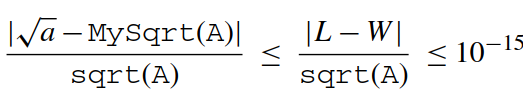 |√a − MySqrt(A)| / sqrt(A) ≤ |L − W| / sqrt(A) ≤ 10^−15